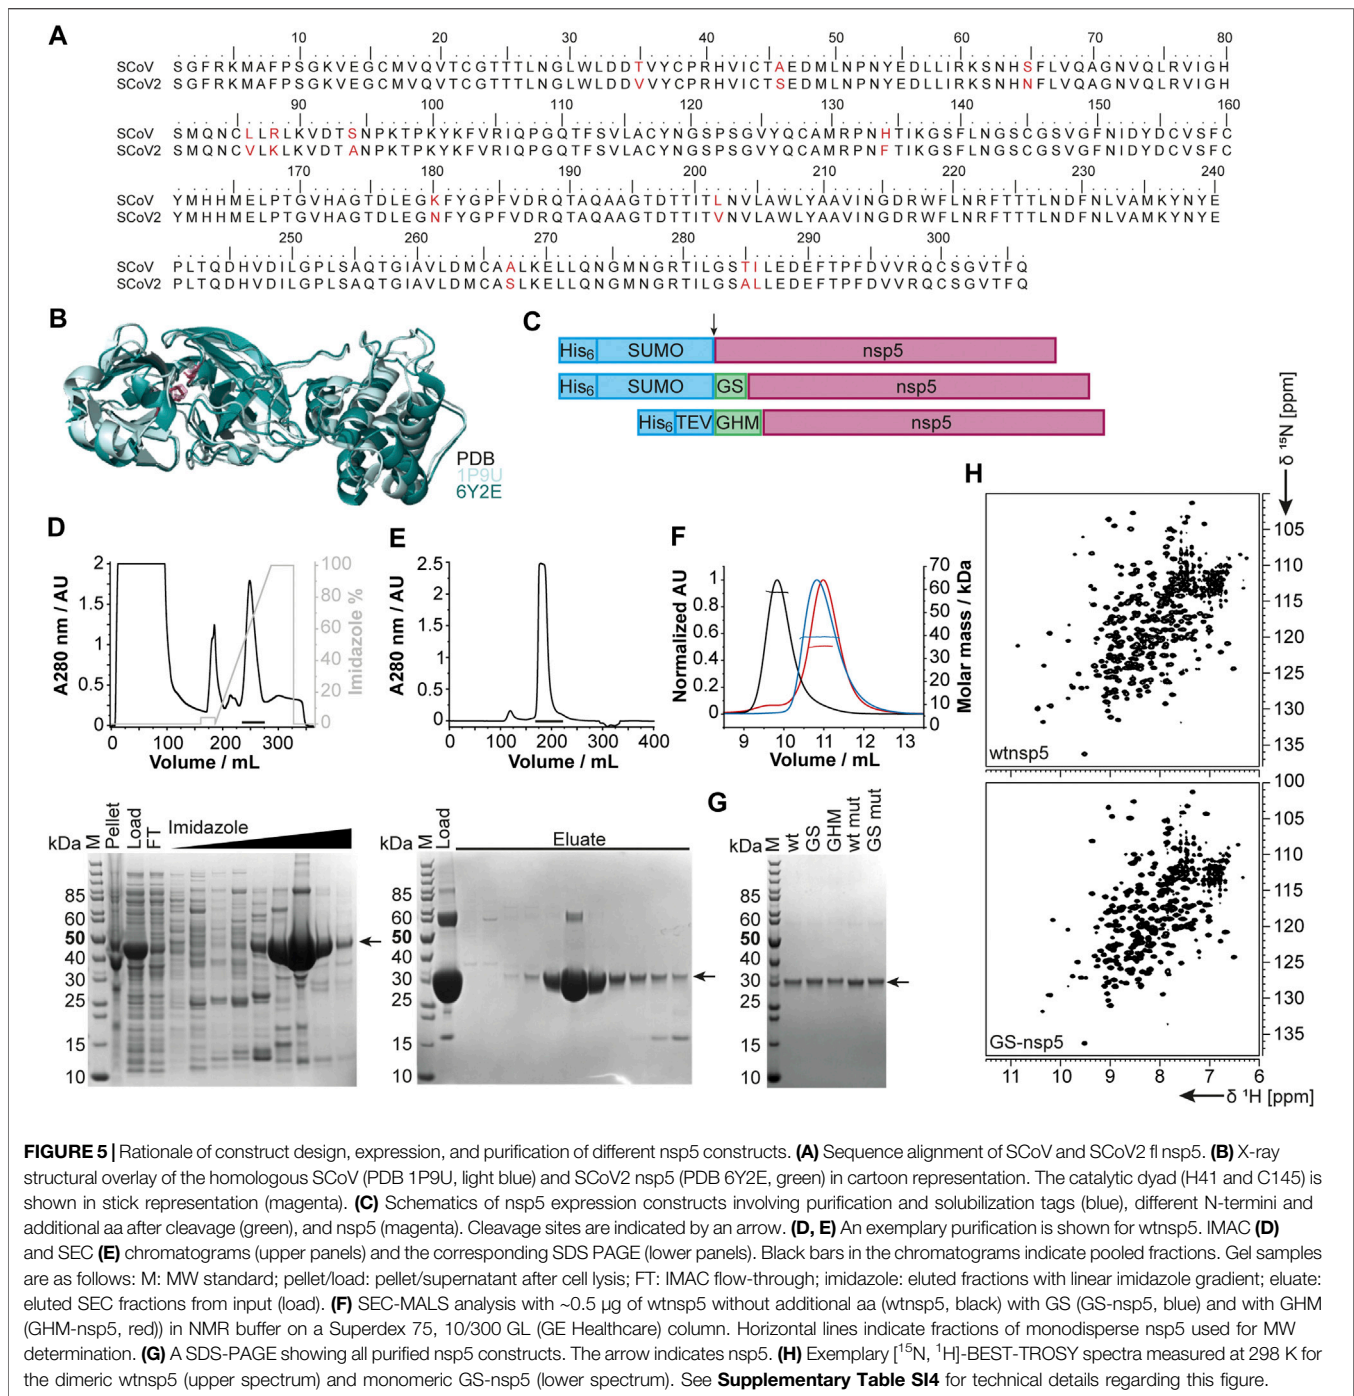 A
10 20 30 40 50 60 70 80
SCoV SGFRKMAFPSGKVEGCMVQVTCGTTTLNGLWLDDTVYCPRHVICTAEDMLNPNYEDLLIRKSNHSFLVQAGNVQLRVIGH
SCoV2 SGFRKMAFPSGKVEGCMVQVTCGTTTLNGLWLDDVVYCPRHVICTSEDMLNPNYEDLLIRKSNHNFLVQAGNVQLRVIGH
90 100 110 120 130 140 150 160
SCoV SMQNCLLRLKVDTSNPKTPKYKFVRIQPGQTFSVLACYNGSPSGVYQCAMRPNHTIKGSFLNGSCGSVGFNIDYDCVSFC
SCoV2 SMQNCVLKLKVDTANPKTPKYKFVRIQPGQTFSVLACYNGSPSGVYQCAMRPNFTIKGSFLNGSCGSVGFNIDYDCVSFC
170 180 190 200 210 220 230 240
SCoV YMHHMELPTGVHAGTDLEGKFYGPFVDRQTAQAAGTDTTITLNVLAWLYAAVINGDRWFLNRFTTTLNDFNLVAMKYNYE
SCoV2 YMHHMELPTGVHAGTDLEGNFYGPFVDRQTAQAAGTDTTITVNVLAWLYAAVINGDRWFLNRFTTTLNDFNLVAMKYNYE
250 260 270 280 290 300
SCoV PLTQDHVDILGPLSAQTGIAVLDMCAALKELLQNGMNGRTILGSTILEDEFTPFDVVRQCSGVTFQ
SCoV2 PLTQDHVDILGPLSAQTGIAVLDMCASLKELLQNGMNGRTILGSALLEDEFTPFDVVRQCSGVTFQ
B
PDB
1P9U
6Y2E
C
His6 SUMO nsp5
His6 SUMO GS nsp5
His6 TEV GHM nsp5
D
A280 nm / AU
2
1.5
1
0.5
0
0 100 200 300
Volume / mL
100
80
60
40
20
0
Imidazole %
E
A280 nm / AU
2.5
2
1.5
1
0.5
0
0 100 200 300 400
Volume / mL
F
Normalized AU
1
0.8
0.6
0.4
0.2
0
9 10 11 12 13
Volume / mL
70
60
50
40
30
20
10
0
Molar mass / kDa
kDa M Pellet Load FT Imidazole
85
60
50
40
30
25
15
10
kDa M Load Eluate
85
60
50
40
30
25
15
10
G
kDa M wt GS GHM wt mut GS mut
85
60
50
40
30
25
15
10
H
δ 15N [ppm]
105
110
115
120
125
130
135
wtnsp5
100
105
110
115
120
125
130
135
GS-nsp5
11 10 9 8 7 6
δ 1H [ppm]
FIGURE 5 | Rationale of construct design, expression, and purification of different nsp5 constructs. (A) Sequence alignment of SCoV and SCoV2 fl nsp5. (B) X-ray
structural overlay of the homologous SCoV (PDB 1P9U, light blue) and SCoV2 nsp5 (PDB 6Y2E, green) in cartoon representation. The catalytic dyad (H41 and C145) is
shown in stick representation (magenta). (C) Schematics of nsp5 expression constructs involving purification and solubilization tags (blue), different N-termini and
additional aa after cleavage (green), and nsp5 (magenta). Cleavage sites are indicated by an arrow. (D, E) An exemplary purification is shown for wtnsp5. IMAC (D)
and SEC (E) chromatograms (upper panels) and the corresponding SDS PAGE (lower panels). Black bars in the chromatograms indicate pooled fractions. Gel samples
are as follows: M: MW standard; pellet/load: pellet/supernatant after cell lysis; FT: IMAC flow-through; imidazole: eluted fractions with linear imidazole gradient; eluate:
eluted SEC fractions from input (load). (F) SEC-MALS analysis with ~0.5 µg of wtnsp5 without additional aa (wtnsp5, black) with GS (GS-nsp5, blue) and with GHM
(GHM-nsp5, red)) in NMR buffer on a Superdex 75, 10/300 GL (GE Healthcare) column. Horizontal lines indicate fractions of monodisperse nsp5 used for MW
determination. (G) A SDS-PAGE showing all purified nsp5 constructs. The arrow indicates nsp5. (H) Exemplary [15N, 1H]-BEST-TROSY spectra measured at 298 K for
the dimeric wtnsp5 (upper spectrum) and monomeric GS-nsp5 (lower spectrum). See Supplementary Table SI4 for technical details regarding this figure.